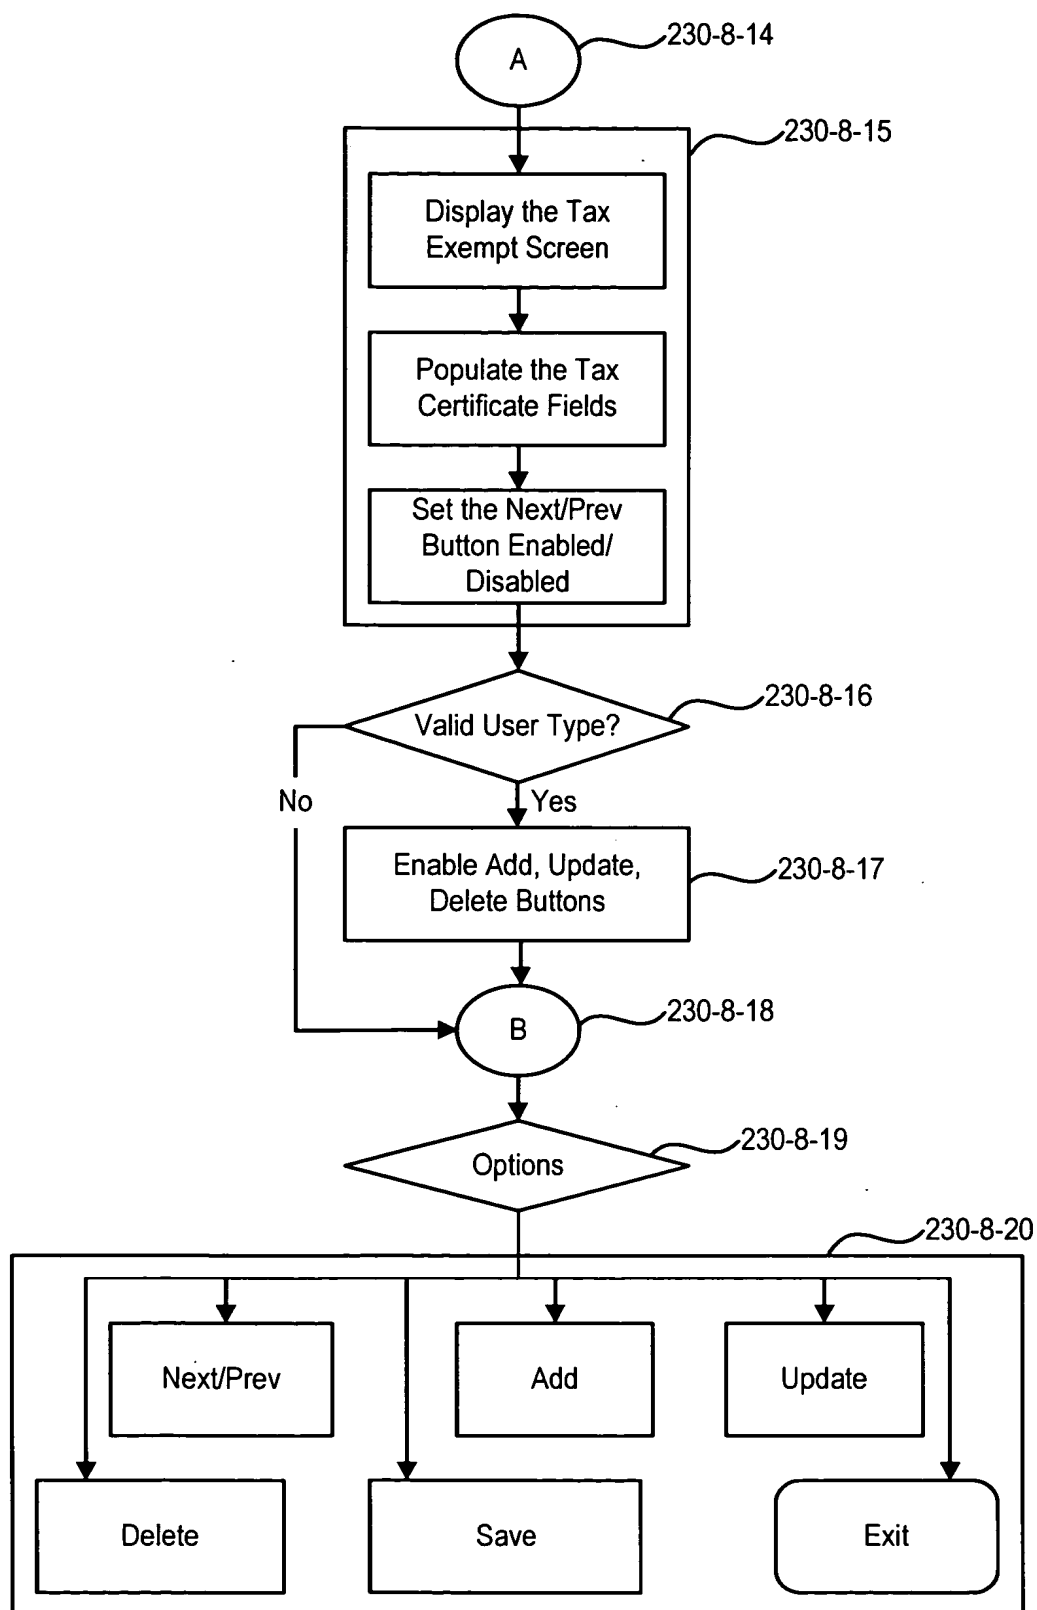 A
230-8-14
230-8-15
Display the Tax
Exempt Screen
Populate the Tax
Certificate Fields
Set the Next/Prev
Button Enabled/
Disabled
Valid User Type?
230-8-16
No
Yes
Enable Add, Update,
Delete Buttons
230-8-17
B
230-8-18
Options
230-8-19
230-8-20
Next/Prev
Add
Update
Delete
Save
Exit